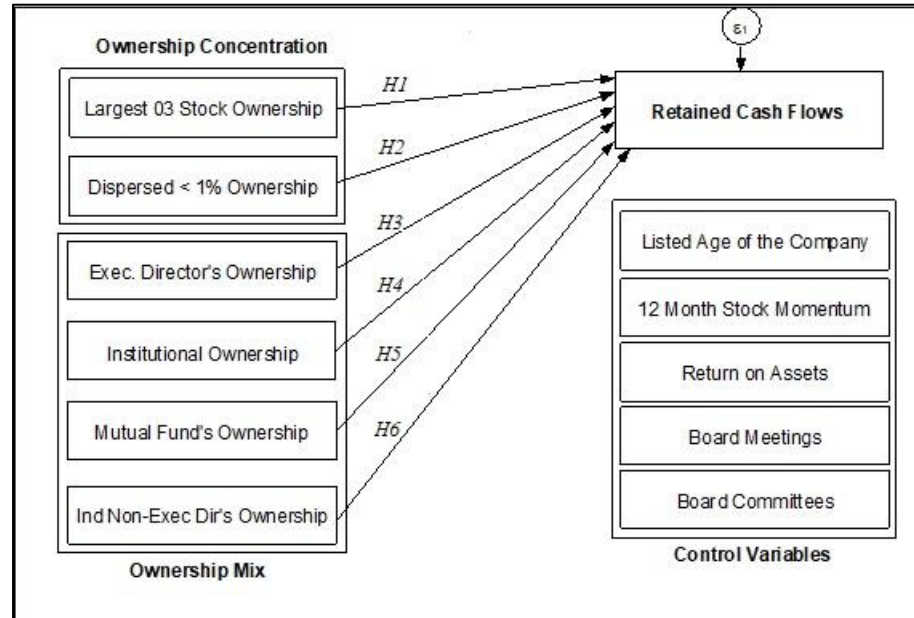 Ownership Concentration
Largest 03 Stock Ownership
Dispersed < 1% Ownership
Exec. Director's Ownership
Institutional Ownership
Mutual Fund's Ownership
Ind Non-Exec Dir's Ownership
Ownership Mix
H1
H2
H3
H4
H5
H6
ε1
Retained Cash Flows
Listed Age of the Company
12 Month Stock Momentum
Return on Assets
Board Meetings
Board Committees
Control Variables